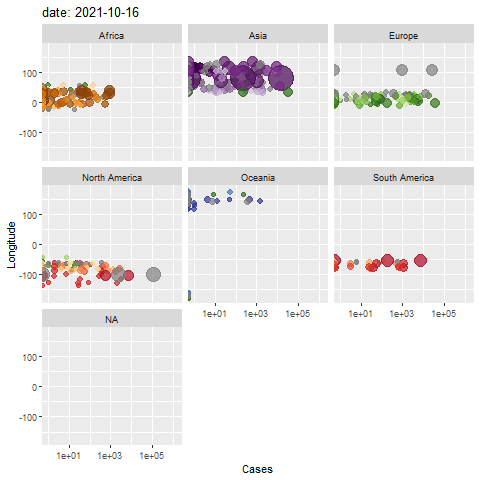 date: 2021-10-16
Africa
Asia
Europe
100
0
-100
North America
Oceania
South America
100
0
-100
Longitude
1e+01
1e+03
1e+05
1e+01
1e+03
1e+05
NA
100
0
-100
1e+01
1e+03
1e+05
Cases